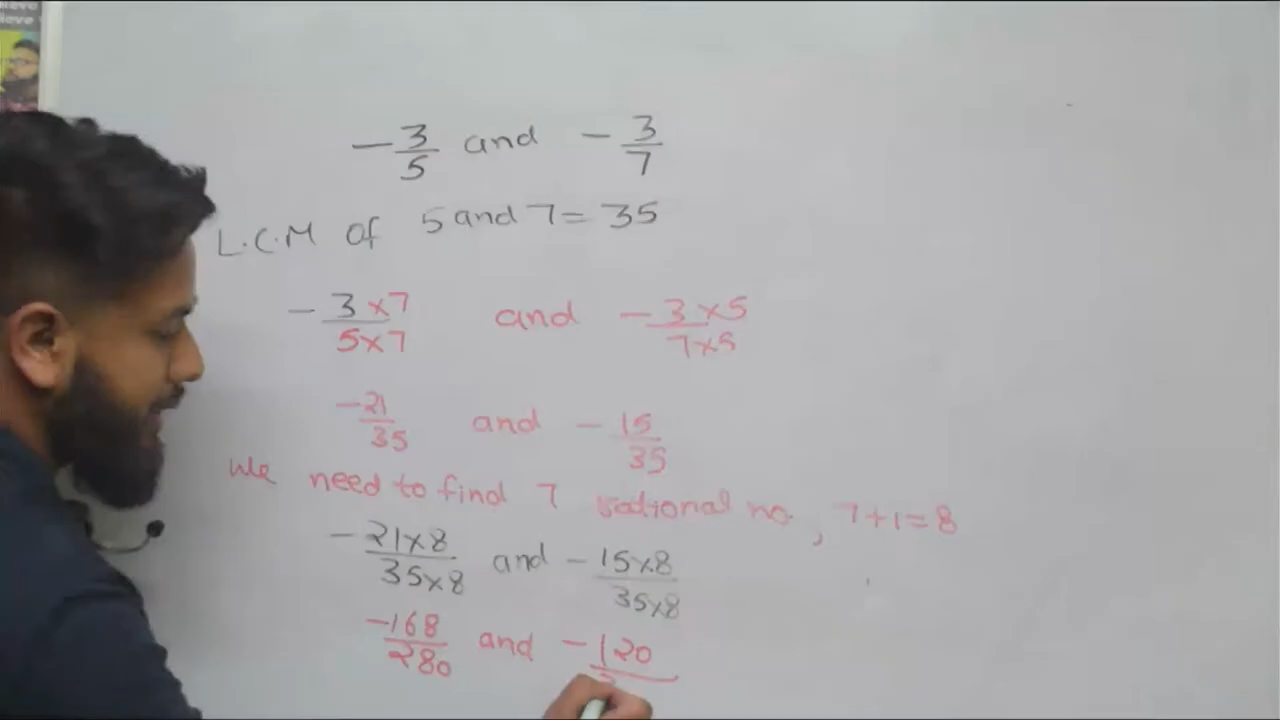 - 3/5 and - 3/7
L.C.M of 5 and 7 = 35
- 3×7/5×7 and - 3×5/7×5
-21/35 and - 15/35
We need to find 7 rational no., 7+1=8
- 21×8/35×8 and - 15×8/35×8
-168/280 and - 120/